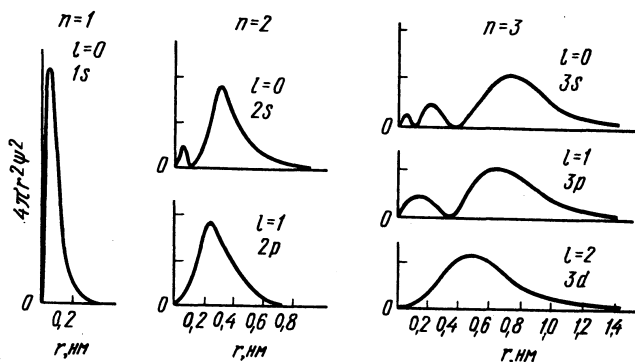 n=1
l=0
1s
4πr²ψ²
0
0,2
r,нм
n=2
l=0
2s
0
l=1
2p
0
0,2 0,4 0,6 0,8
r,нм
n=3
l=0
3s
0
l=1
3p
0
l=2
3d
0
0,2 0,4 0,6 0,8 1,0 1,2 1,4
r,нм